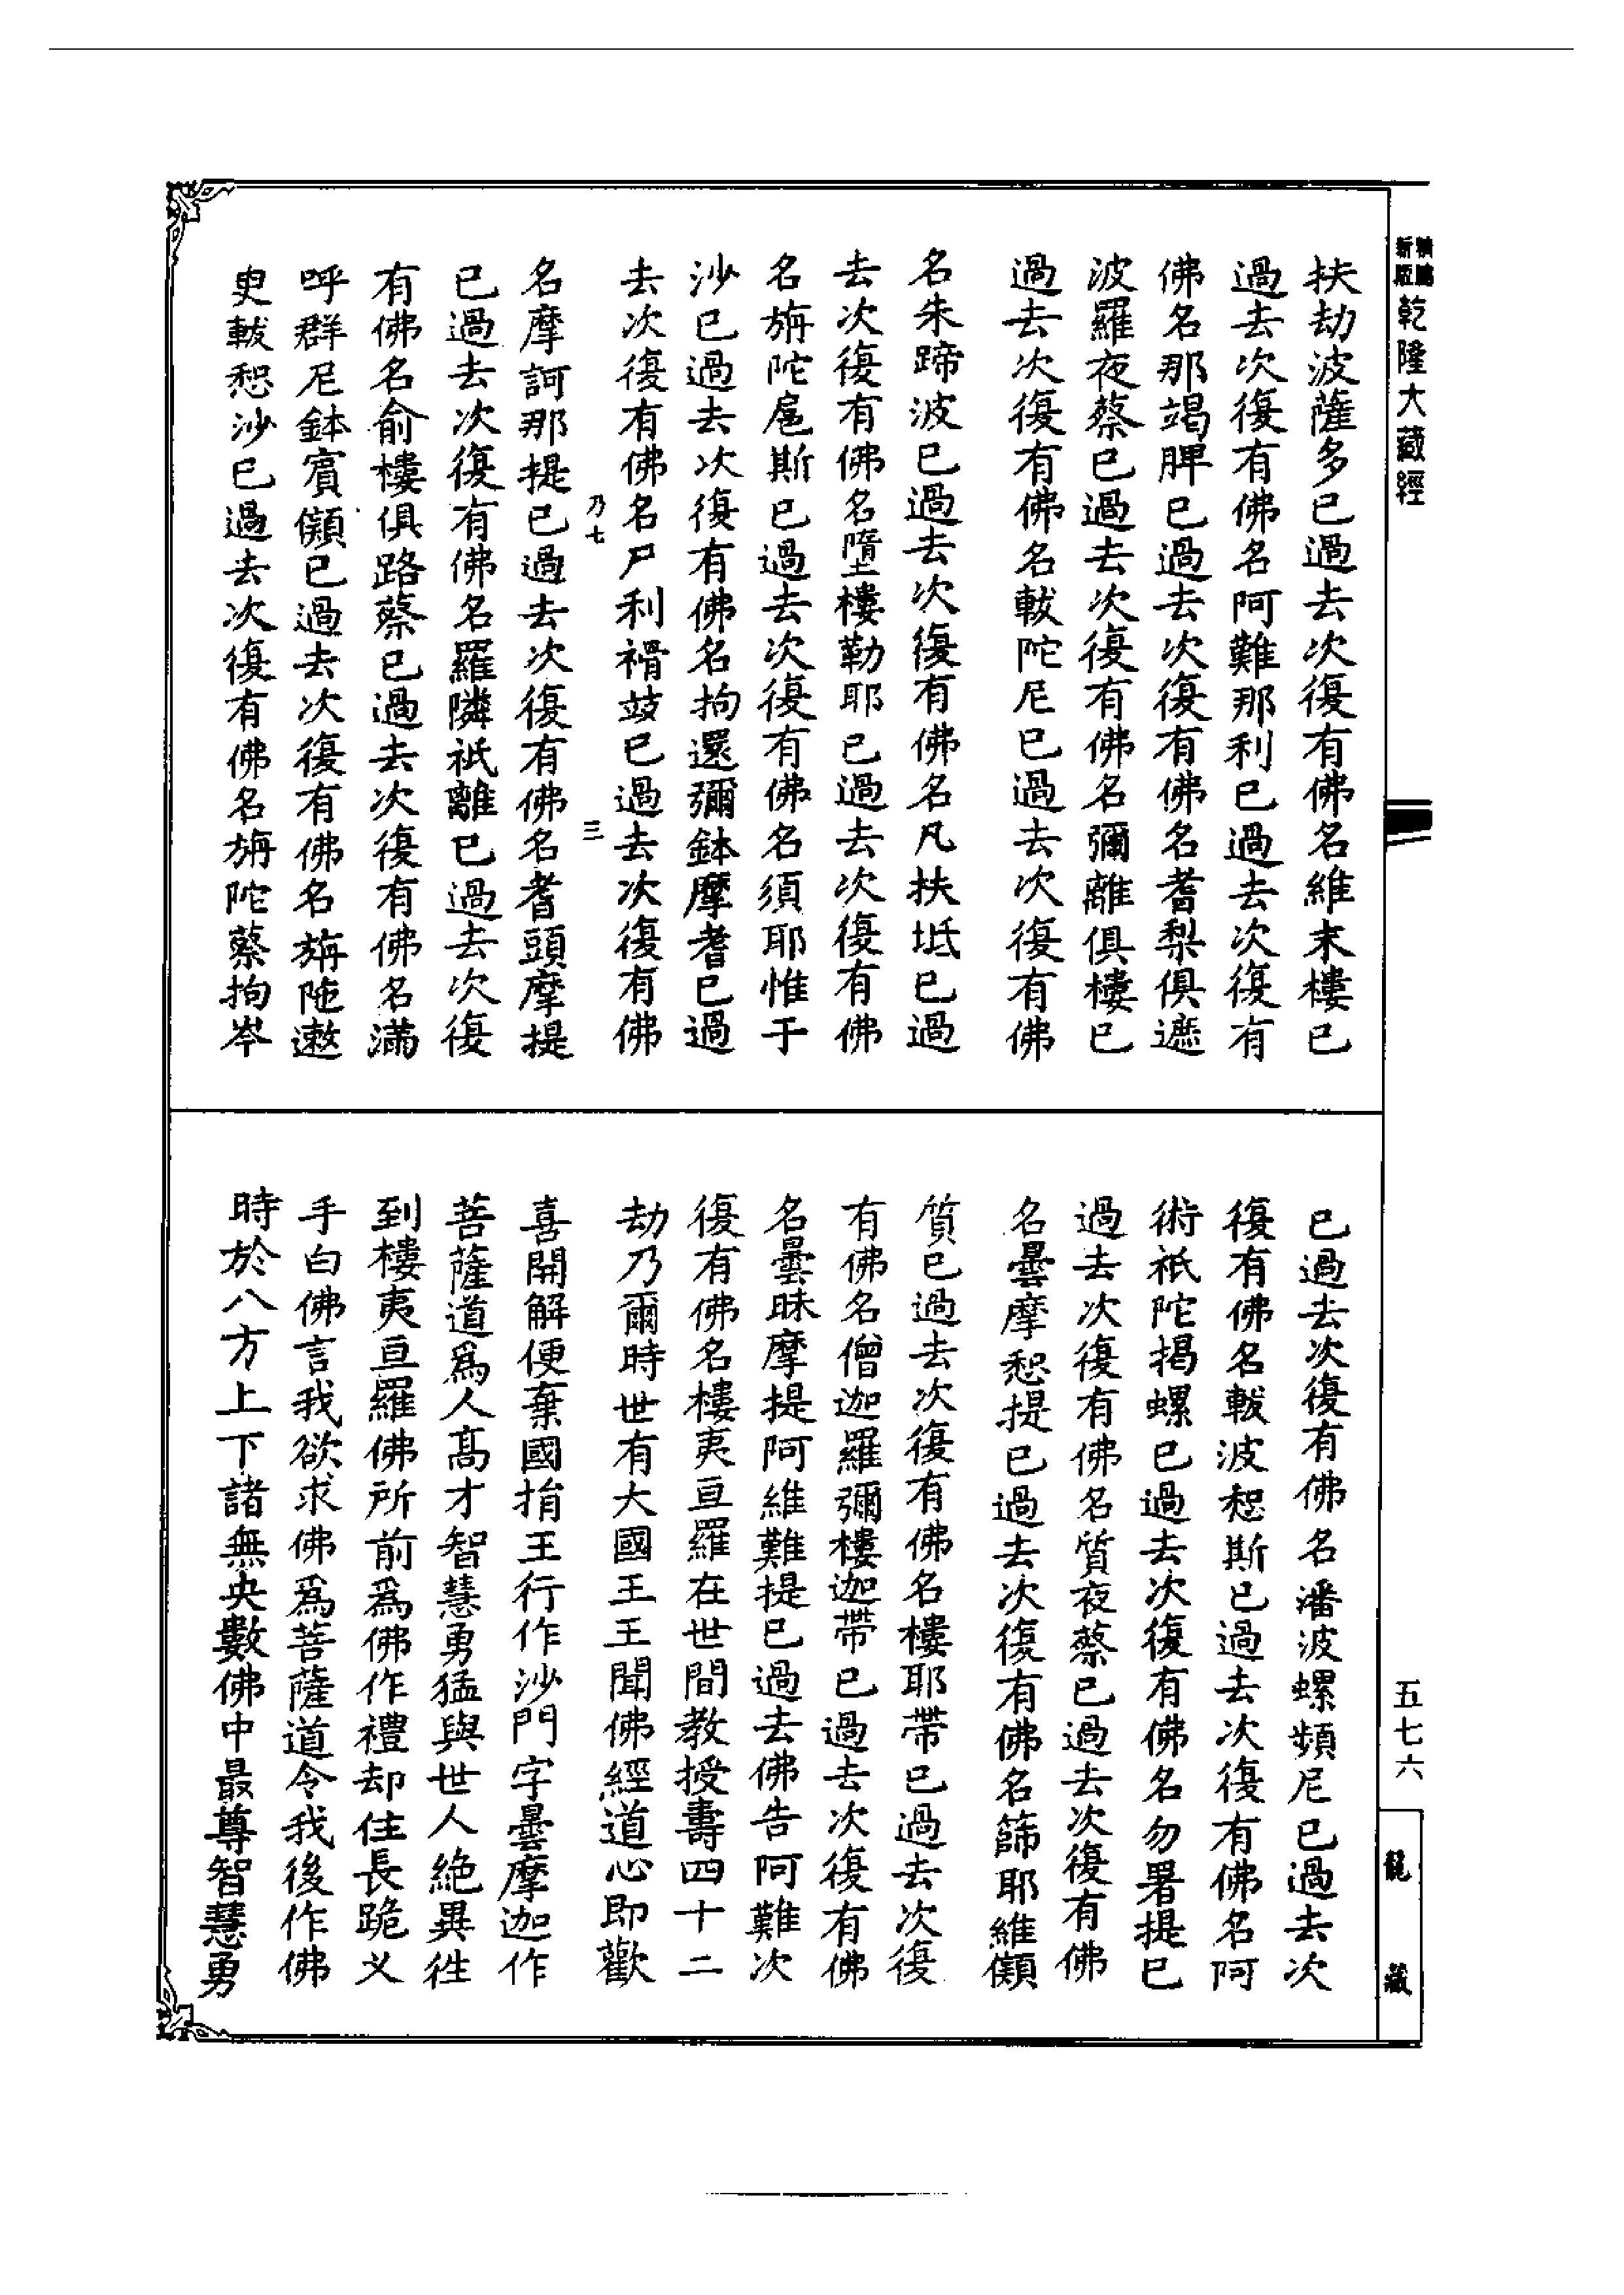 新版
乾隆大藏經
扶劫波薩多已過去次復有佛名維末樓已
過去次復有佛名阿難那利已過去次復有
佛名那竭脾已過去次復有佛名耆梨俱遮
波羅夜蔡已過去次復有佛名彌離俱樓已
過去次復有佛名軷陀尼已過去次復有佛
名朱蹄波已過去次復有佛名凡扶坻已過
去次復有佛名墮樓勒耶已過去次復有佛
名旃陀扈斯已過去次復有佛名須耶惟于
沙已過去次復有佛名拘還彌鉢摩耆已過
去次復有佛名尸利褙攱已過去次復有佛
乃七 三
名摩訶那提已過去次復有佛名耆頭摩提
已過去次復有佛名羅隣祇離已過去次復
有佛名俞樓俱路蔡已過去次復有佛名滿
呼群尼鉢賓儩已過去次復有佛名旃陁遬
臾軷惒沙已過去次復有佛名旃陀蔡拘岑
已過去次復有佛名潘波螺頻尼已過去次
復有佛名軷波惒斯已過去次復有佛名阿
術祇陀揭螺已過去次復有佛名勿署提已
過去次復有佛名質夜蔡已過去次復有佛
名曇摩惒提已過去次復有佛名篩耶維儩
質已過去次復有佛名樓耶帶已過去次復
有佛名僧迦羅彌樓迦帶已過去次復有佛
名曇昧摩提阿維難提已過去佛告阿難次
復有佛名樓夷亘羅在世間教授壽四十二
劫乃爾時世有大國王王聞佛經道心即歡
喜開解便棄國捐王行作沙門字曇摩迦作
菩薩道爲人高才智慧勇猛與世人絶異徃
到樓夷亘羅佛所前爲佛作禮却住長跪义
手白佛言我欲求佛爲菩薩道令我後作佛
時於八方上下諸無央數佛中最尊智慧勇
五七六
龍藏